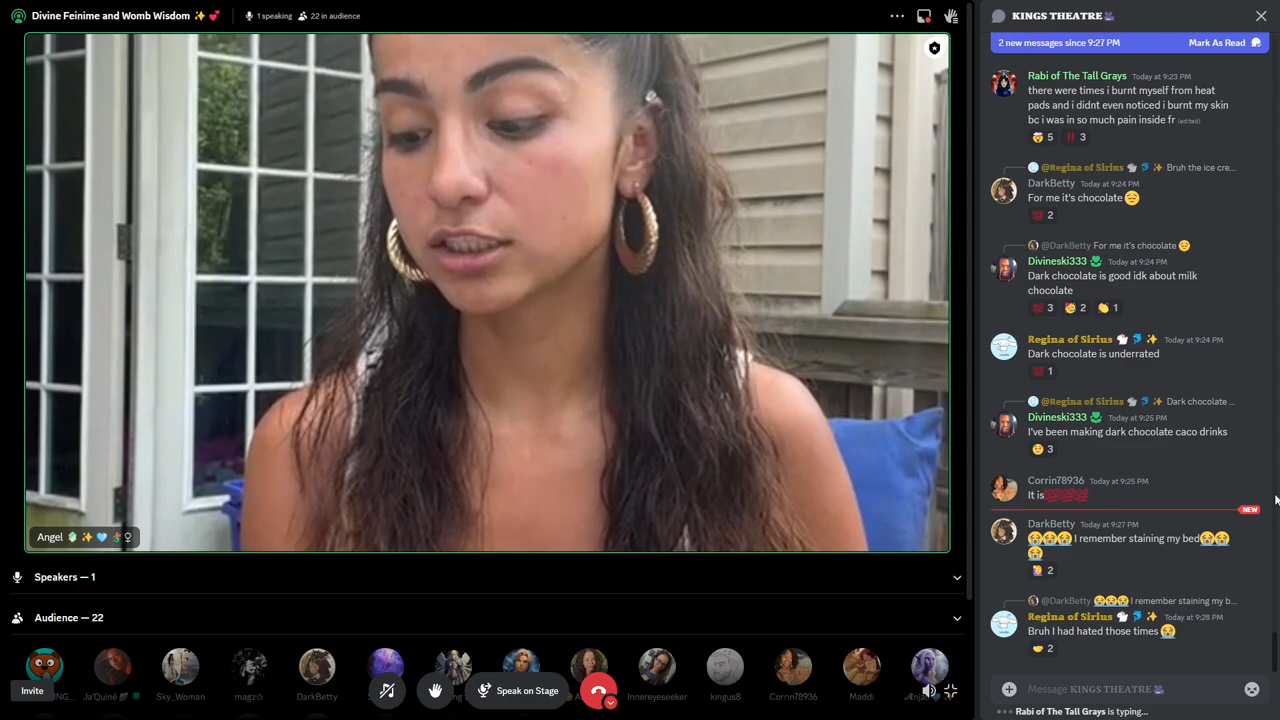 Divine Feinime and Womb Wisdom ✨ 💕
1 speaking
22 in audience
Angel
Speakers — 1
Audience — 22
Ja'Quiné
Sky_Woman
magz☆
DarkBetty
Innereyeseeker
kingus8
Corrin78936
Maddi
Invite
Speak on Stage
KINGS THEATRE
2 new messages since 9:27 PM
Mark As Read
Rabi of The Tall Grays Today at 9:23 PM
there were times i burnt myself from heat
pads and i didnt even noticed i burnt my skin
bc i was in so much pain inside fr (edited)
🤯 5 ‼️ 3
@Regina of Sirius Bruh the ice cre...
DarkBetty Today at 9:24 PM
For me it's chocolate 😔
💯 2
@DarkBetty For me it's chocolate 😔
Divineski333 Today at 9:24 PM
Dark chocolate is good idk about milk
chocolate
💯 3 🥳 2 👏 1
Regina of Sirius Today at 9:24 PM
Dark chocolate is underrated
💯 1
@Regina of Sirius Dark chocolate ...
Divineski333 Today at 9:25 PM
I've been making dark chocolate caco drinks
3
Corrin78936 Today at 9:25 PM
It is💯💯💯
NEW
DarkBetty Today at 9:27 PM
😭😭😭 I remember staining my bed😭😭
😭
2
@DarkBetty 😭😭😭 I remember staining my b...
Regina of Sirius Today at 9:28 PM
Bruh I had hated those times 😭
🤝 2
Message KINGS THEATRE
Rabi of The Tall Grays is typing...